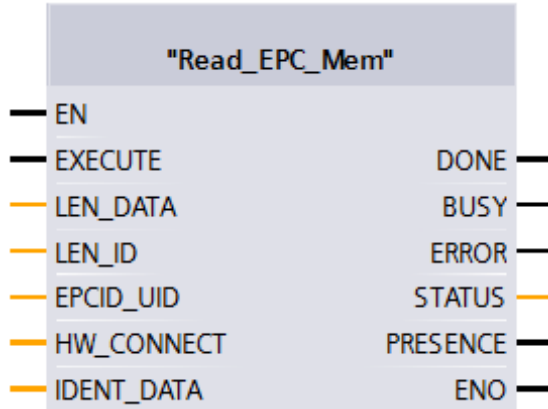 "Read_EPC_Mem"
EN
EXECUTE DONE
LEN_DATA BUSY
LEN_ID ERROR
EPCID_UID STATUS
HW_CONNECT PRESENCE
IDENT_DATA ENO